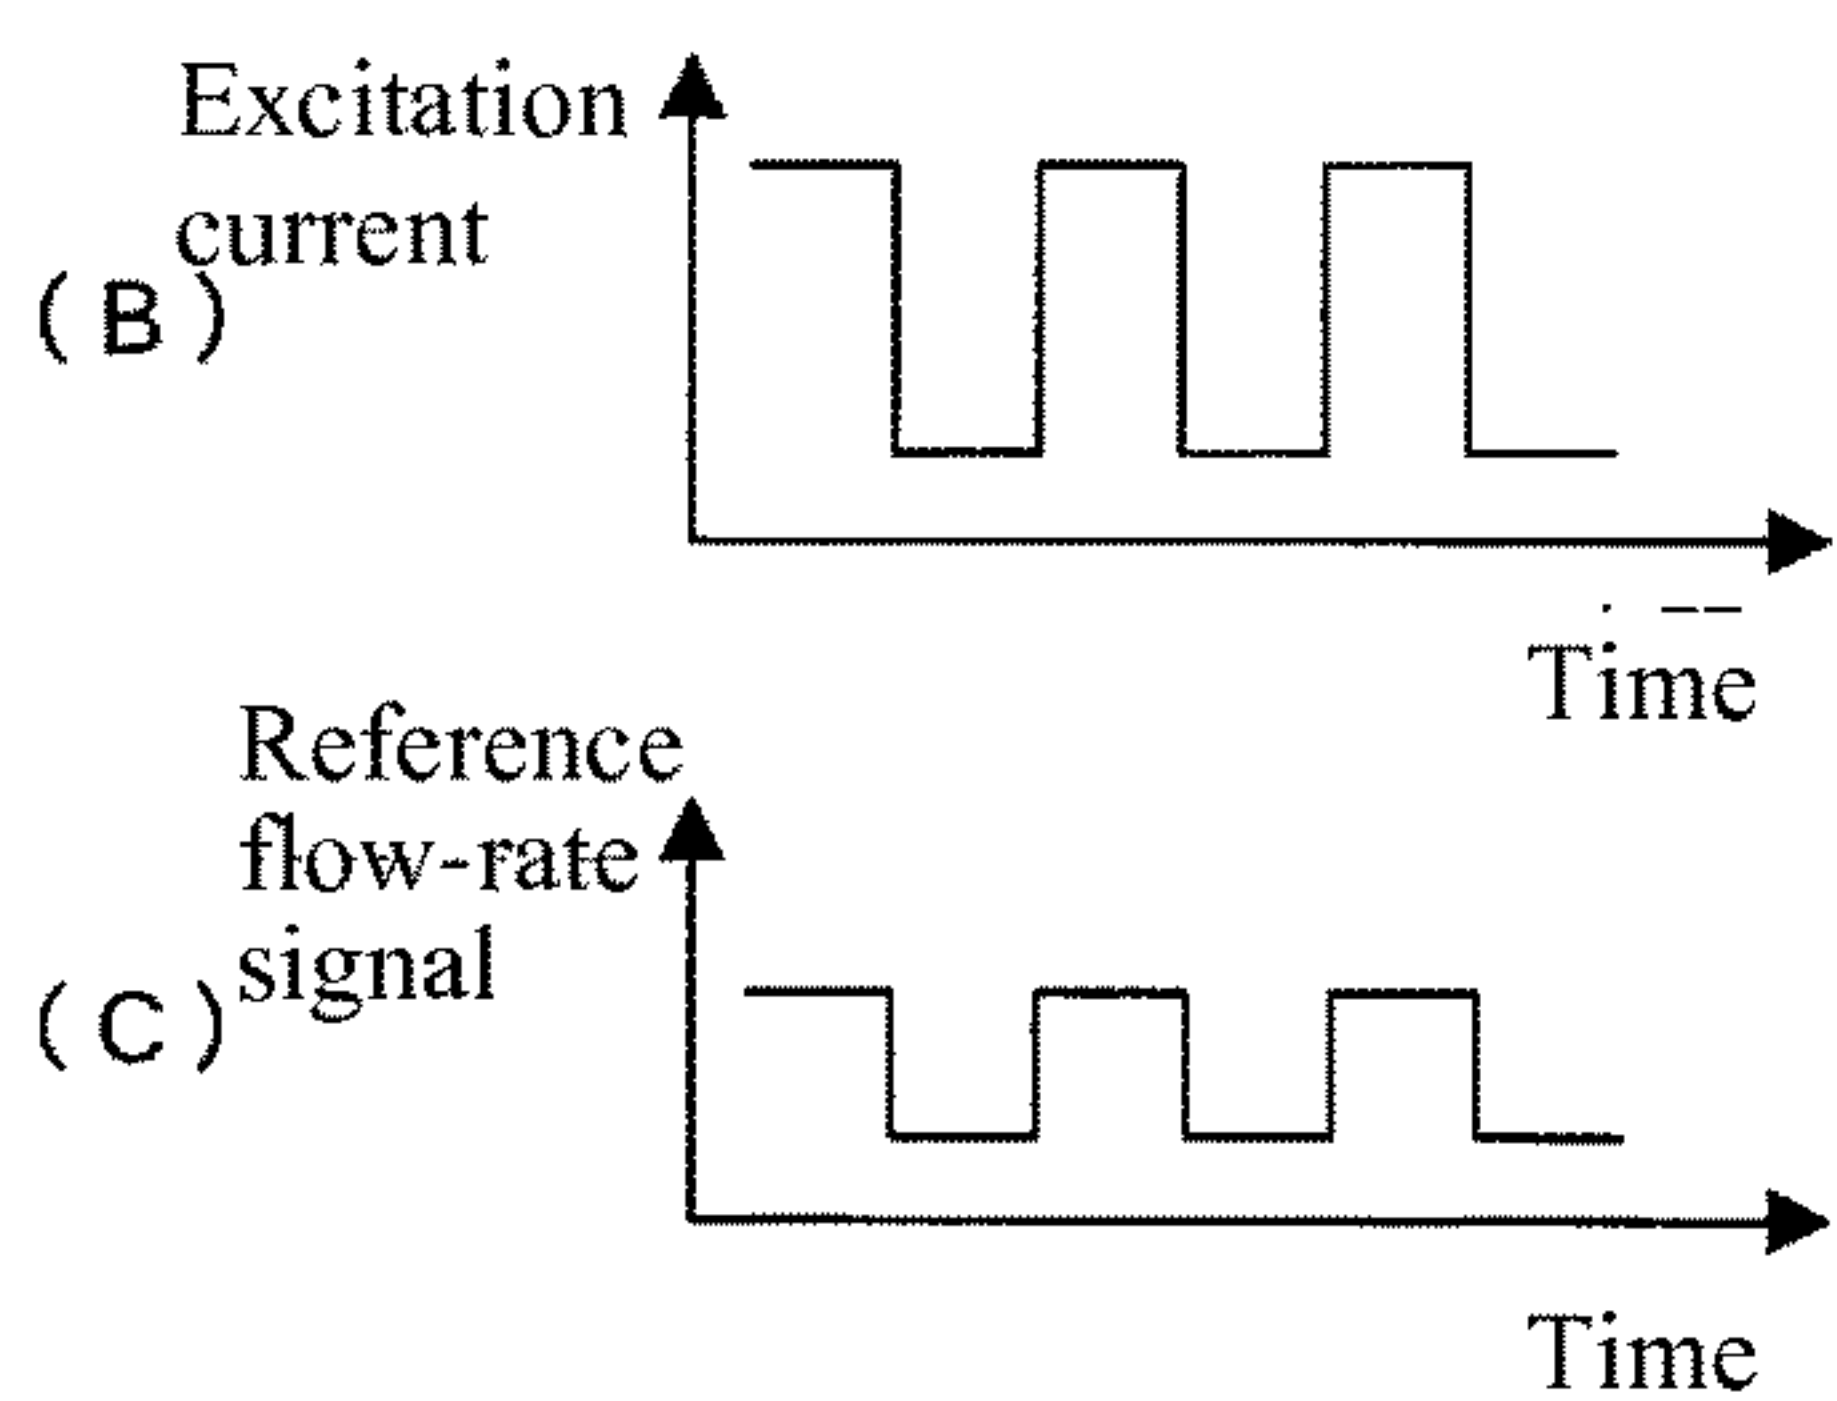 Excitation
current
(B)
Time
Reference
flow-rate
signal
(C)
Time